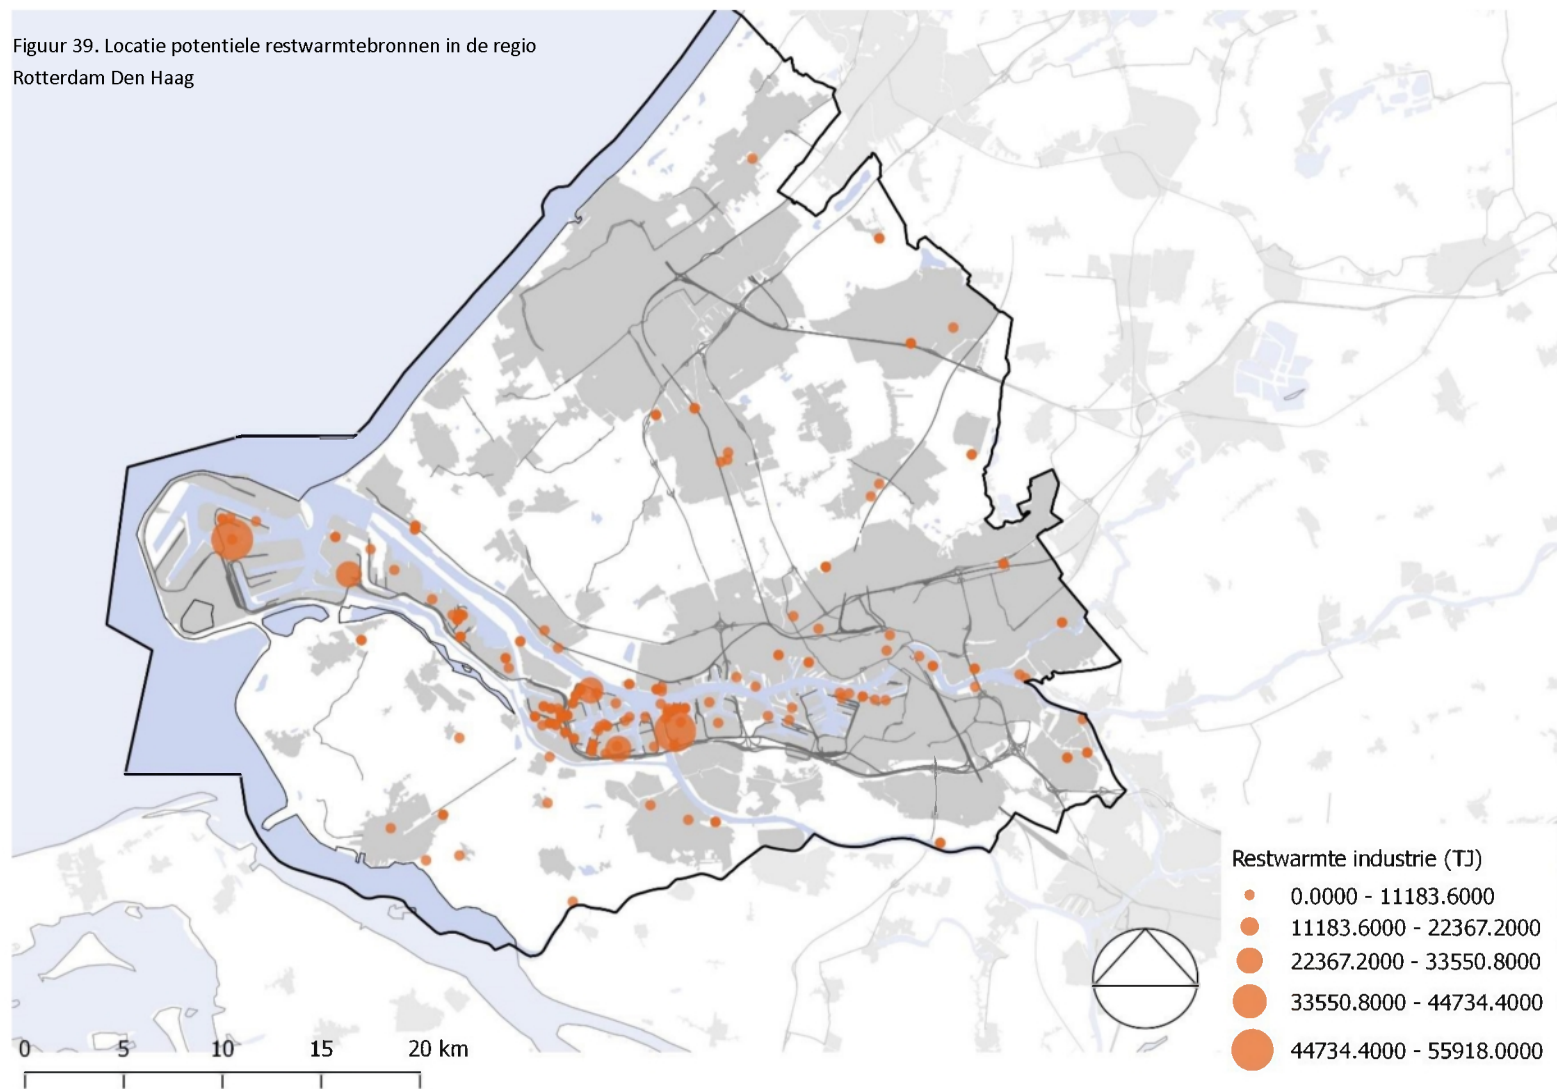 Figuur 39. Locatie potentiele restwarmtebronnen in de regio
Rotterdam Den Haag
Restwarmte industrie (TJ)
0.0000 - 11183.6000
11183.6000 - 22367.2000
22367.2000 - 33550.8000
33550.8000 - 44734.4000
44734.4000 - 55918.0000
0 5 10 15 20 km